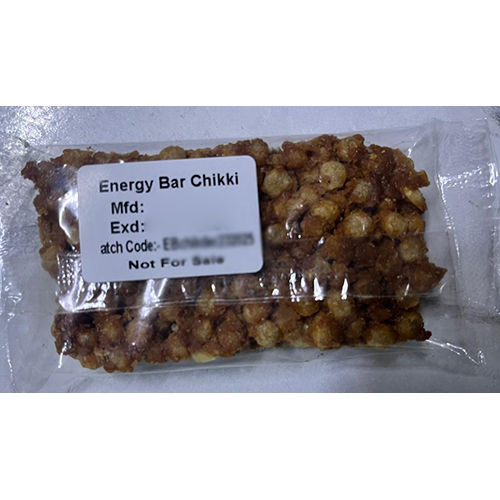 Energy Bar Chikki
Mfd:
Exd:
atch Code:-
Not For Sale